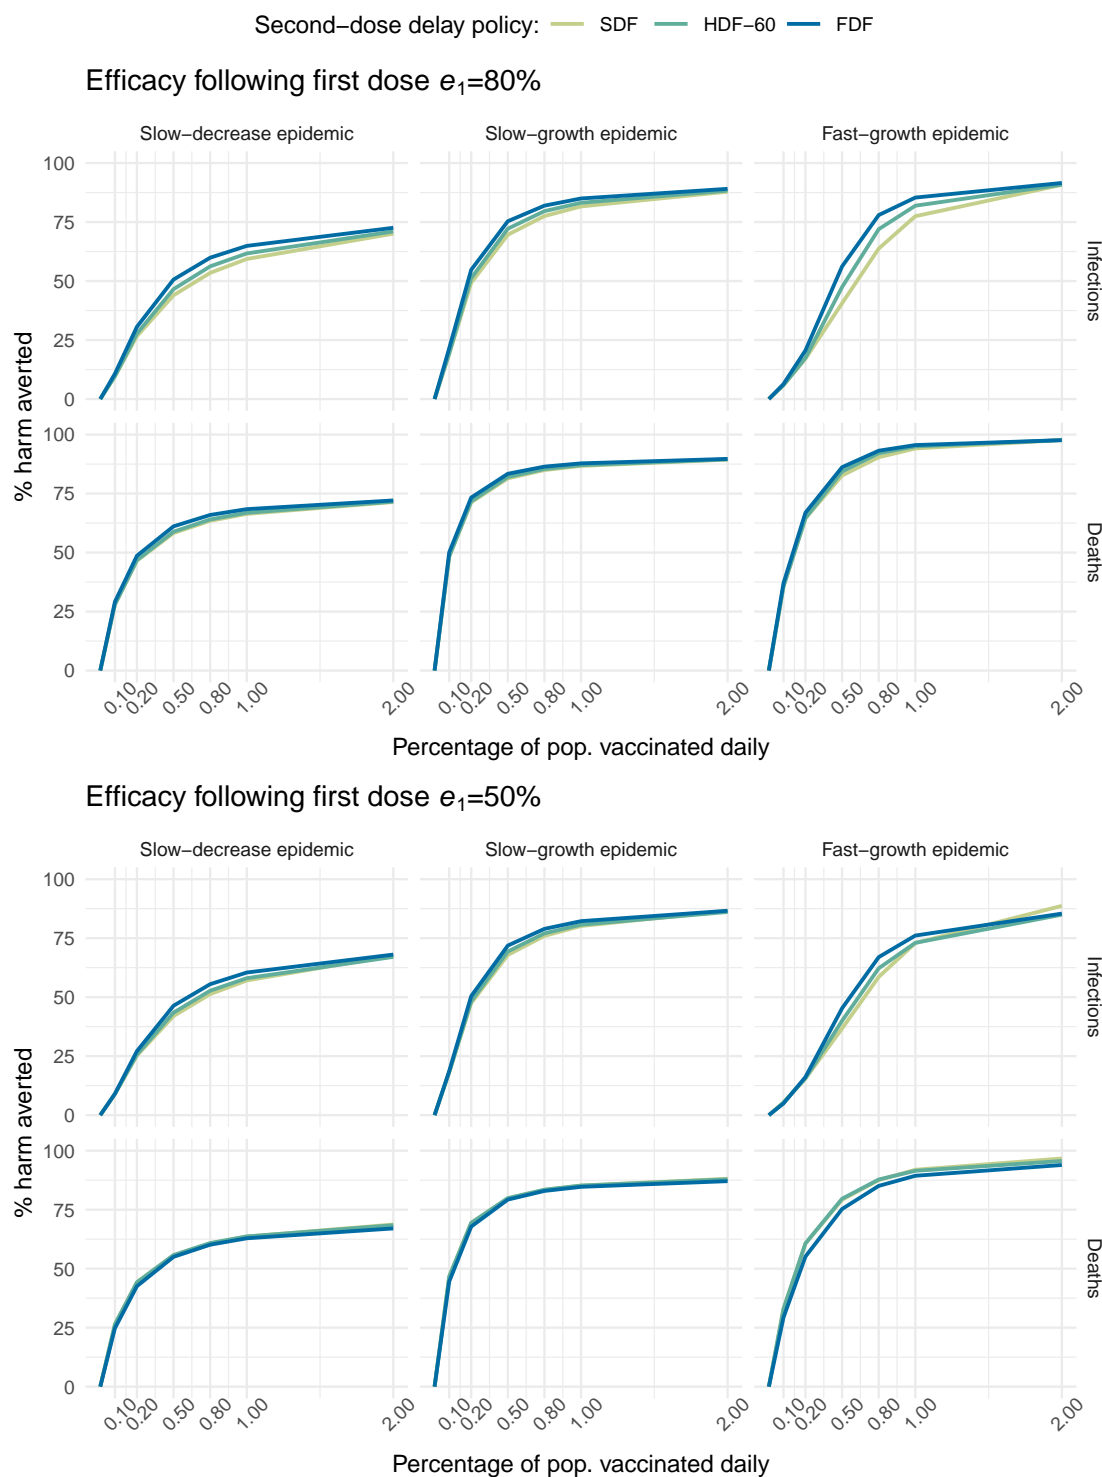 Second−dose delay policy: SDF HDF−60 FDF
Efficacy following first dose e1=80%
Slow−decrease epidemic Slow−growth epidemic Fast−growth epidemic
100
75
50
25
0
Infections
100
75
50
25
0
Deaths
% harm averted
0.10 0.20 0.50 0.80 1.00 2.00 0.10 0.20 0.50 0.80 1.00 2.00 0.10 0.20 0.50 0.80 1.00 2.00
Percentage of pop. vaccinated daily
Efficacy following first dose e1=50%
Slow−decrease epidemic Slow−growth epidemic Fast−growth epidemic
100
75
50
25
0
Infections
100
75
50
25
0
Deaths
% harm averted
0.10 0.20 0.50 0.80 1.00 2.00 0.10 0.20 0.50 0.80 1.00 2.00 0.10 0.20 0.50 0.80 1.00 2.00
Percentage of pop. vaccinated daily